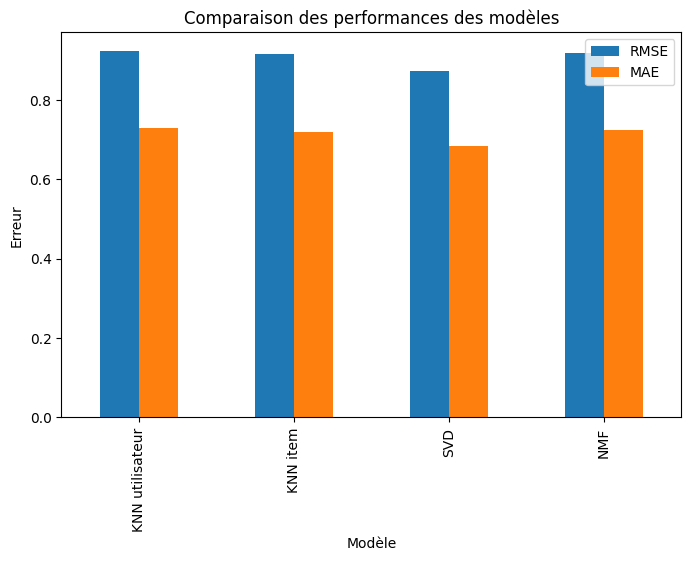 Comparaison des performances des modèles
RMSE
MAE
Erreur
0.8
0.6
0.4
0.2
0.0
KNN utilisateur
KNN item
SVD
NMF
Modèle